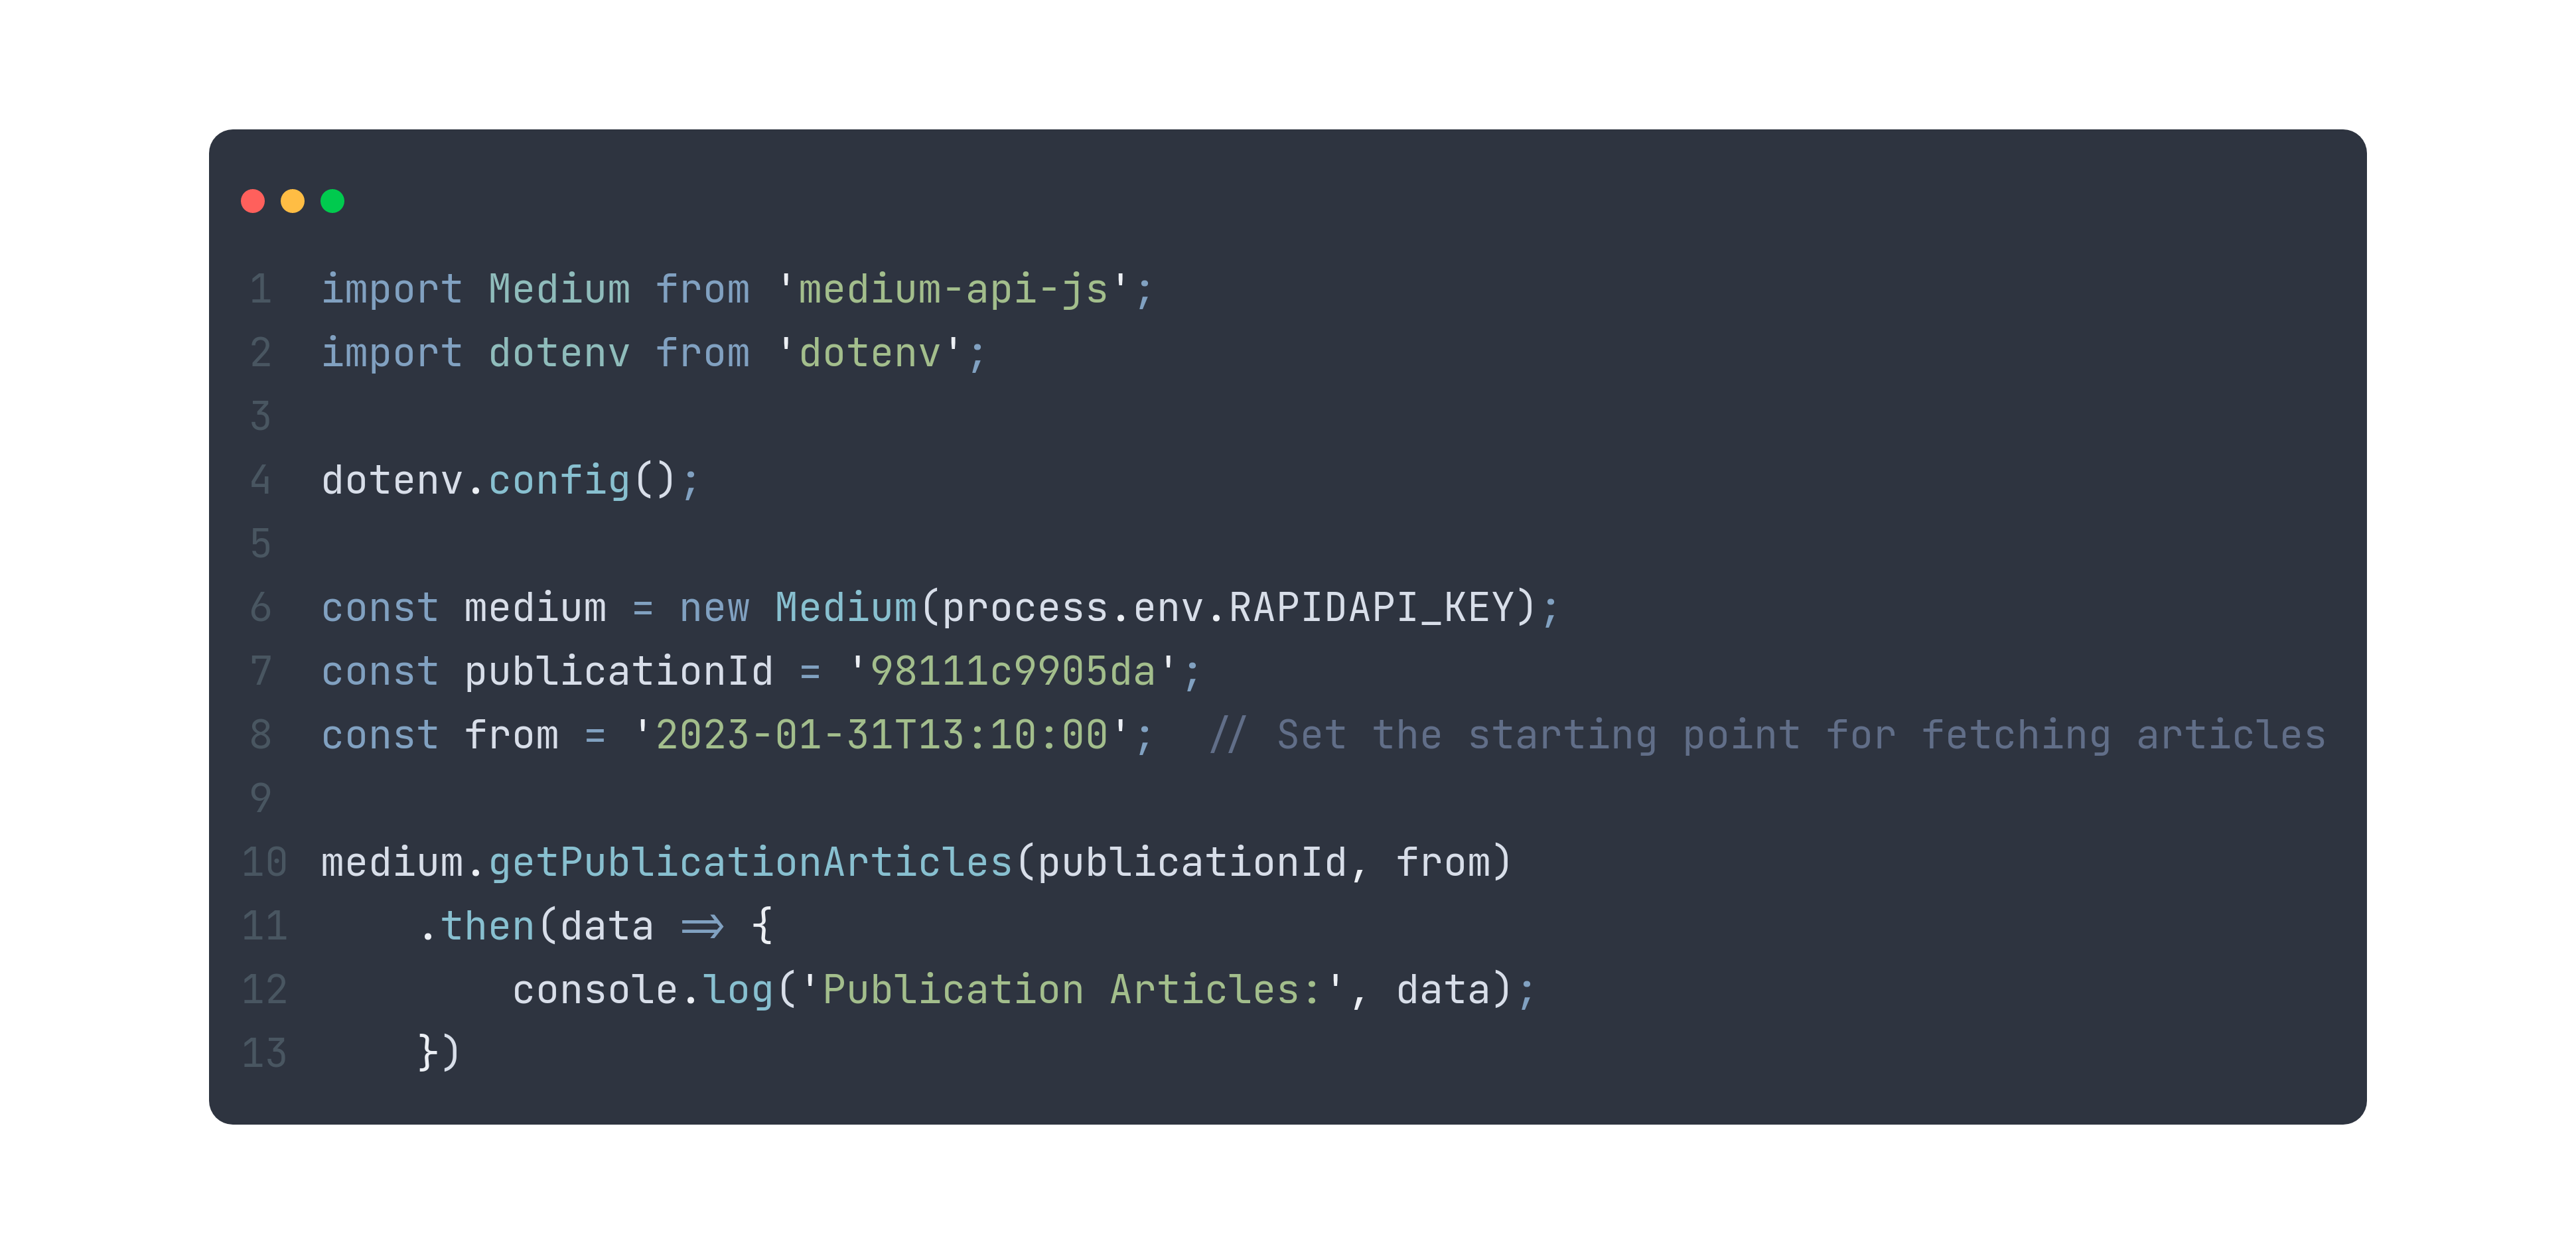 1 import Medium from 'medium-api-js';
2 import dotenv from 'dotenv';
3
4 dotenv.config();
5
6 const medium = new Medium(process.env.RAPIDAPI_KEY);
7 const publicationId = '98111c9905da';
8 const from = '2023-01-31T13:10:00';  // Set the starting point for fetching articles
9
10 medium.getPublicationArticles(publicationId, from)
11     .then(data => {
12         console.log('Publication Articles:', data);
13     })